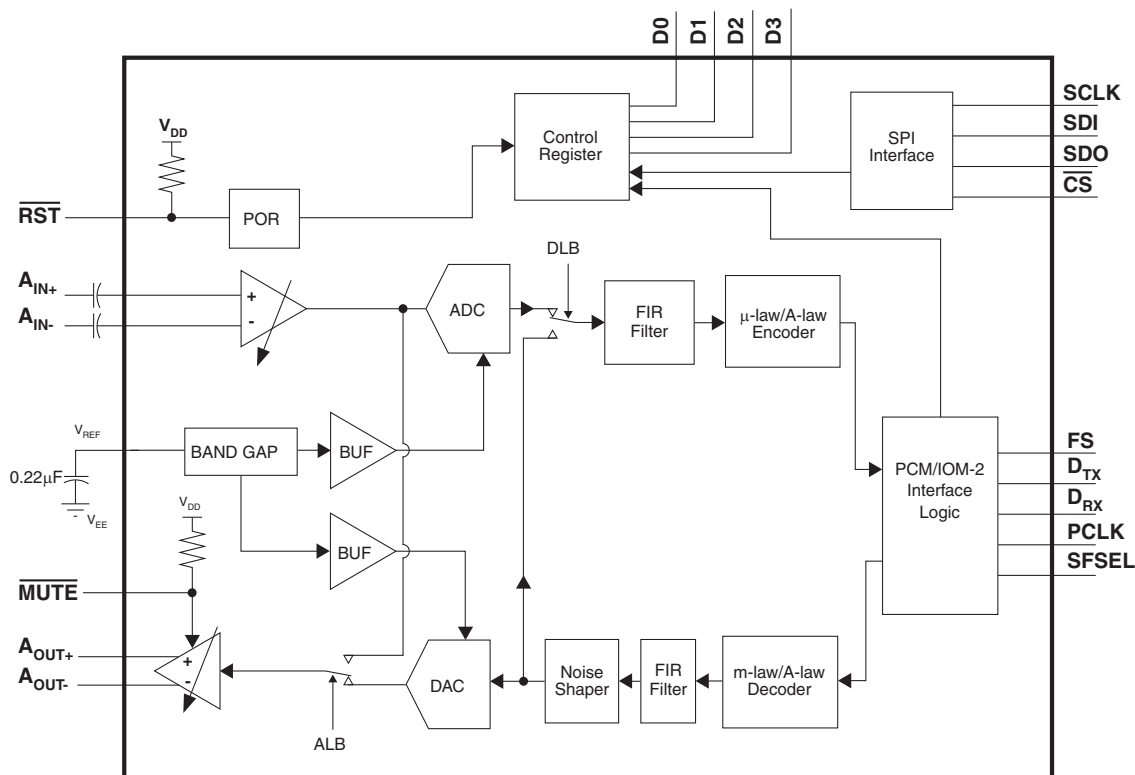 D0
D1
D2
D3
SCLK
SDI
SDO
CS
SPI
Interface
Control
Register
VDD
RST
POR
DLB
AIN+
AIN-
+
-
ADC
FIR
Filter
μ-law/A-law
Encoder
VREF
BAND GAP
BUF
0.22μF
VEE
VDD
BUF
PCM/IOM-2
Interface
Logic
FS
DTX
DRX
PCLK
SFSEL
MUTE
AOUT+
AOUT-
+
-
DAC
Noise
Shaper
FIR
Filter
m-law/A-law
Decoder
ALB